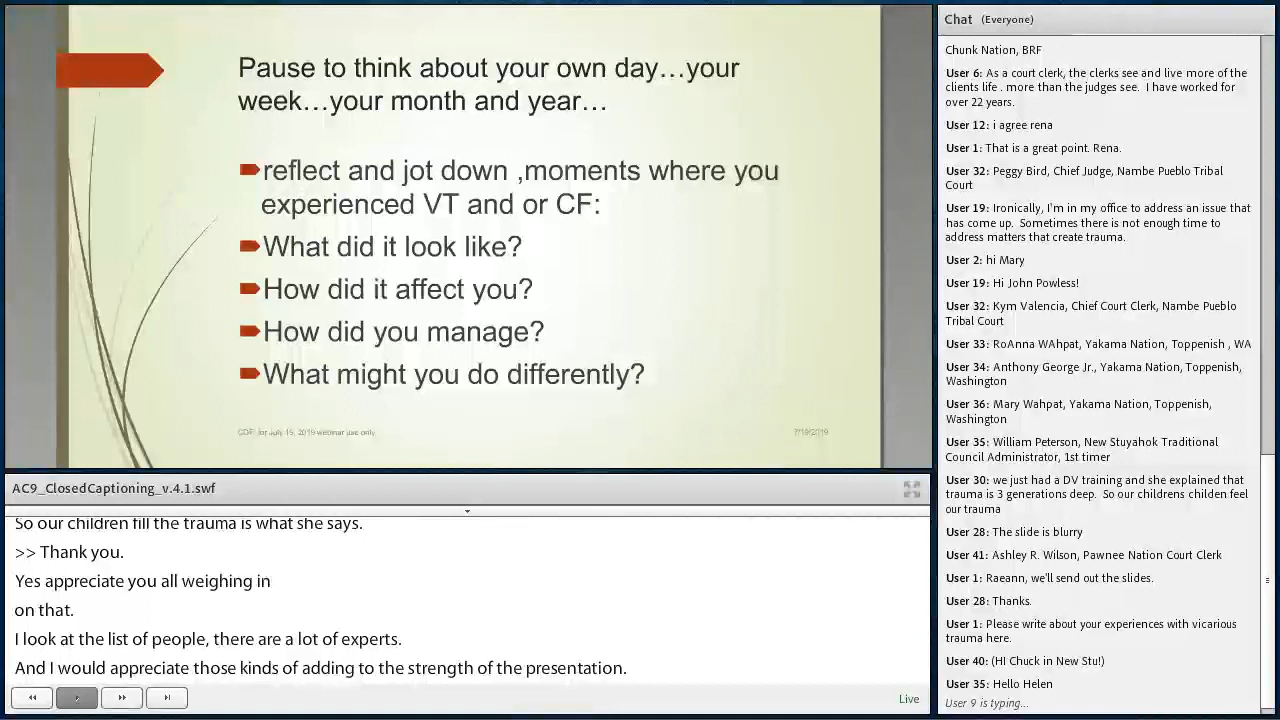 Pause to think about your own day…your
week…your month and year…
reflect and jot down ,moments where you
experienced VT and or CF:
What did it look like?
How did it affect you?
How did you manage?
What might you do differently?
for July 15, 2019 webinar use only
7/19/2019
AC9_ClosedCaptioning_v.4.1.swf
So our children fill the trauma is what she says.
>> Thank you.
Yes appreciate you all weighing in
on that.
I look at the list of people, there are a lot of experts.
And I would appreciate those kinds of adding to the strength of the presentation.
Live
Chat (Everyone)
Chunk Nation, BRF
User 6: As a court clerk, the clerks see and live more of the
clients life . more than the judges see. I have worked for
over 22 years.
User 12: i agree rena
User 1: That is a great point. Rena.
User 32: Peggy Bird, Chief Judge, Nambe Pueblo Tribal
Court
User 19: Ironically, I'm in my office to address an issue that
has come up. Sometimes there is not enough time to
address matters that create trauma.
User 2: hi Mary
User 19: Hi John Powless!
User 32: Kym Valencia, Chief Court Clerk, Nambe Pueblo
Tribal Court
User 33: RoAnna WAhpat, Yakama Nation, Toppenish , WA
User 34: Anthony George Jr., Yakama Nation, Toppenish,
Washington
User 36: Mary Wahpat, Yakama Nation, Toppenish,
Washington
User 35: William Peterson, New Stuyahok Traditional
Council Administrator, 1st timer
User 30: we just had a DV training and she explained that
trauma is 3 generations deep. So our childrens childen feel
our trauma
User 28: The slide is blurry
User 41: Ashley R. Wilson, Pawnee Nation Court Clerk
User 1: Raeann, we'll send out the slides.
User 28: Thanks.
User 1: Please write about your experiences with vicarious
trauma here.
User 40: (HI Chuck in New Stu!)
User 35: Hello Helen
User 9 is typing...